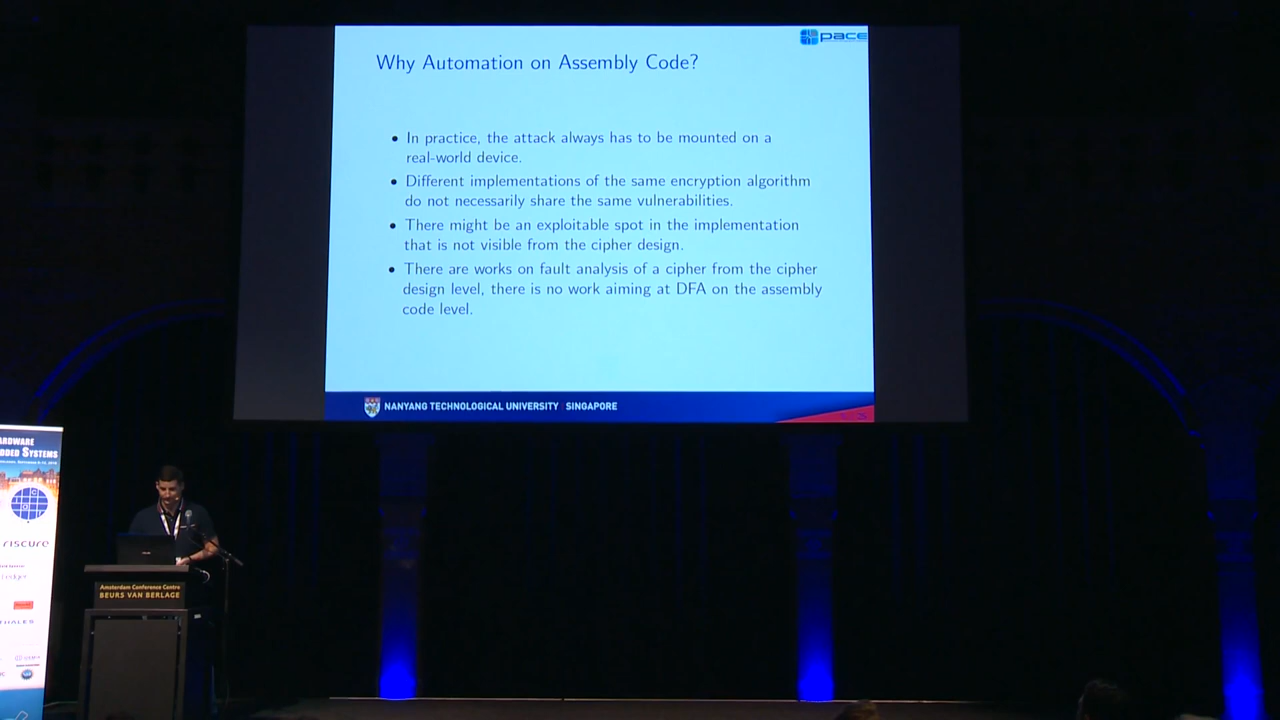 pace
Why Automation on Assembly Code?
• In practice, the attack always has to be mounted on a
real-world device.
• Different implementations of the same encryption algorithm
do not necessarily share the same vulnerabilities.
• There might be an exploitable spot in the implementation
that is not visible from the cipher design.
• There are works on fault analysis of a cipher from the cipher
design level, there is no work aiming at DFA on the assembly
code level.
NANYANG TECHNOLOGICAL UNIVERSITY SINGAPORE
ARDWARE
DDED SYSTEMS
riscure
Ledger
THALES
Amsterdam Conference Centre
BEURS VAN BERLAGE